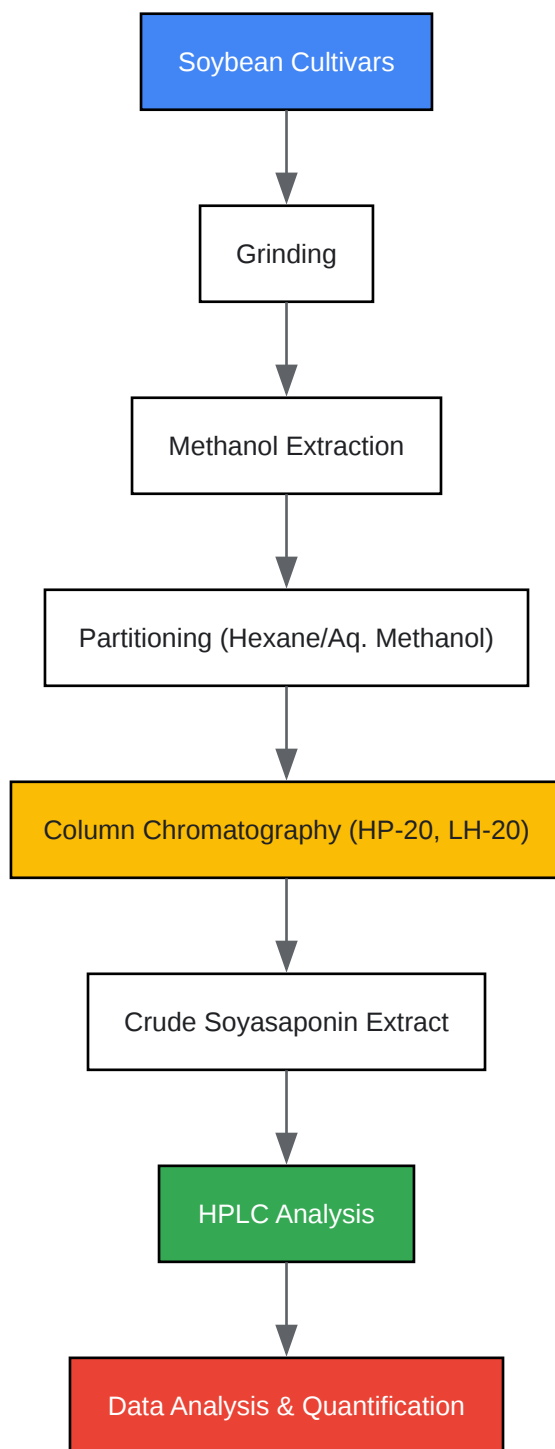 Soybean Cultivars
Grinding
Methanol Extraction
Partitioning (Hexane/Aq. Methanol)
Column Chromatography (HP-20, LH-20)
Crude Soyasaponin Extract
HPLC Analysis
Data Analysis & Quantification